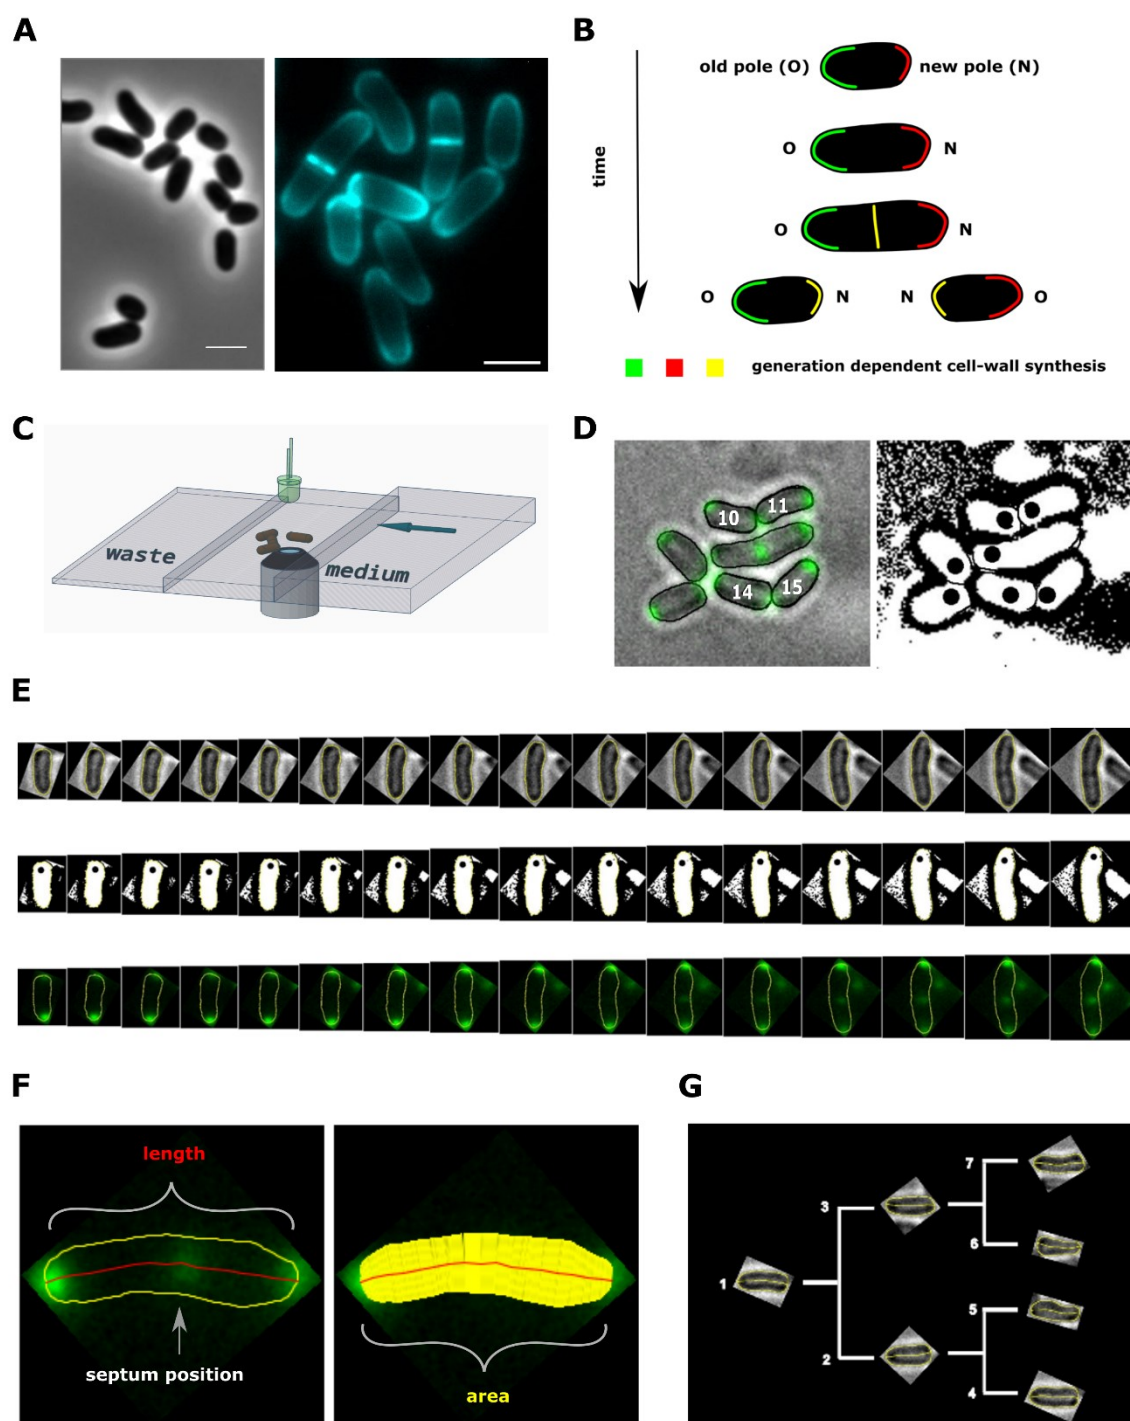 A
B
old pole (O)
new pole (N)
O
N
time
O
N
O
N
N
O
generation dependent cell-wall synthesis
C
waste
medium
D
10
11
14
15
E
F
length
septum position
area
G
7
3
6
1
5
2
4